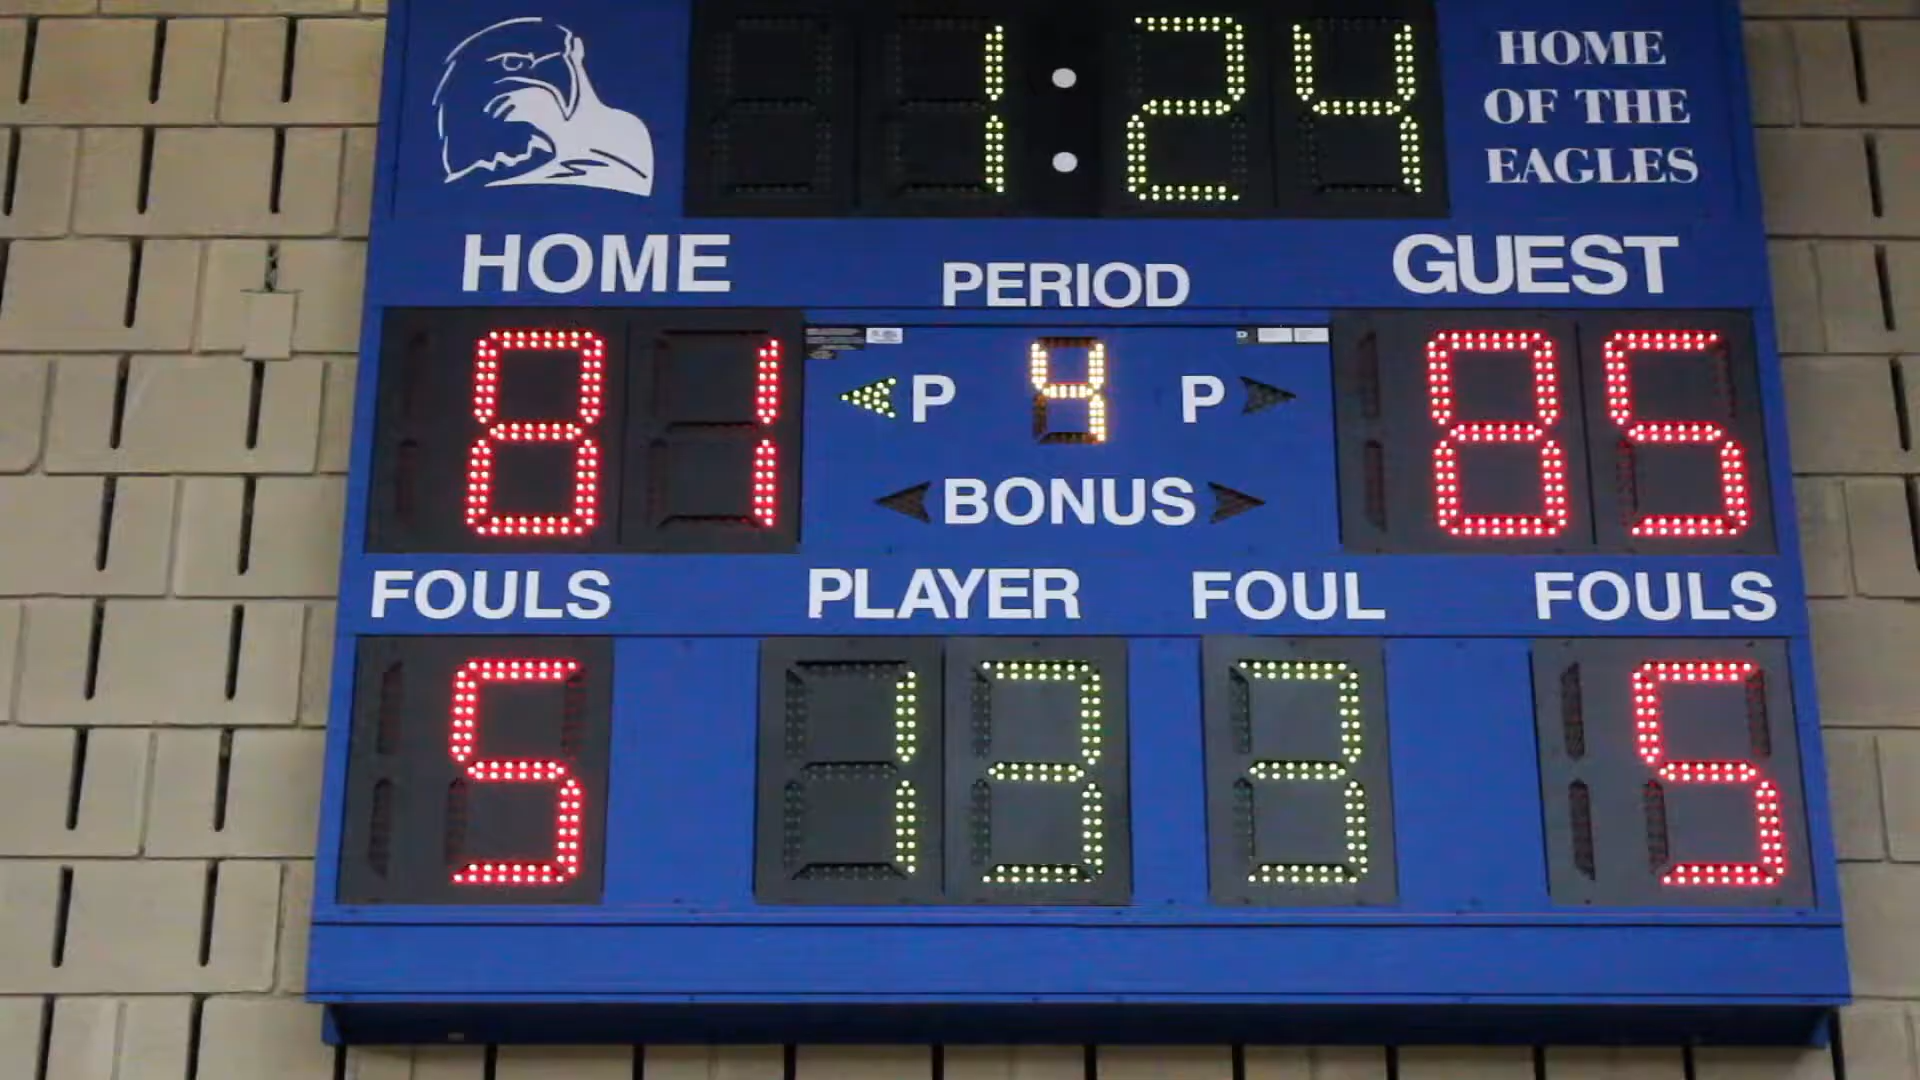 1:24
HOME
OF THE
EAGLES
HOME
PERIOD
GUEST
81
P
4
P
85
BONUS
FOULS
PLAYER
FOUL
FOULS
5
13
3
5